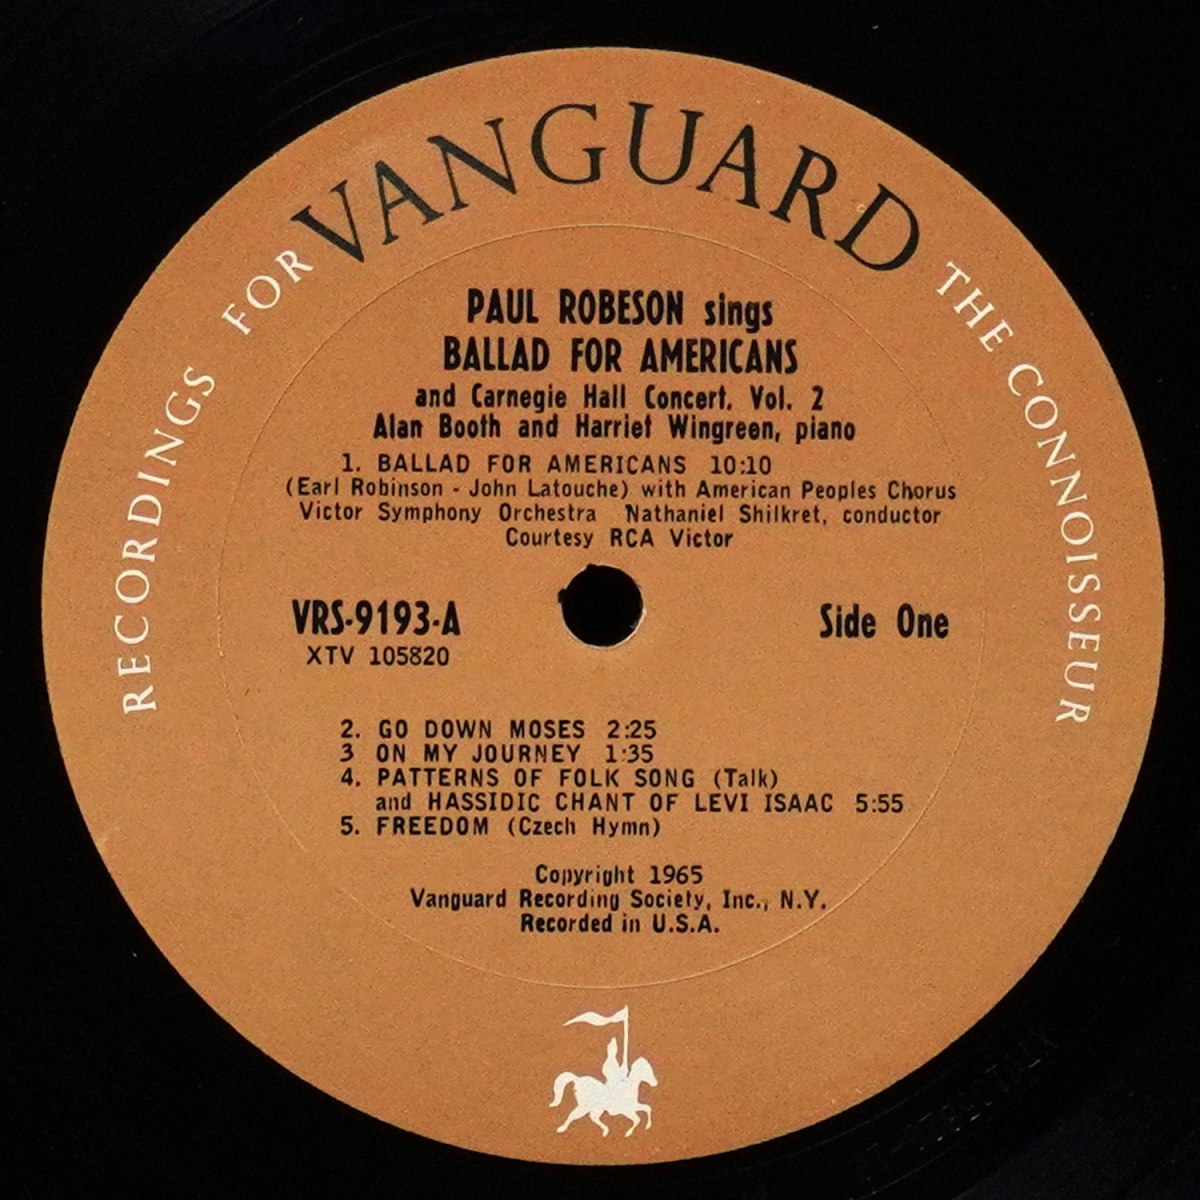 VANGUARD
RECORDINGS FOR THE CONNOISSEUR
PAUL ROBESON sings
BALLAD FOR AMERICANS
and Carnegie Hall Concert, Vol. 2
Alan Booth and Harriet Wingreen, piano
1. BALLAD FOR AMERICANS 10:10
(Earl Robinson - John Latouche) with American Peoples Chorus
Victor Symphony Orchestra Nathaniel Shilkret, conductor
Courtesy RCA Victor
VRS-9193-A
Side One
XTV 105820
2. GO DOWN MOSES 2:25
3 ON MY JOURNEY 1:35
4. PATTERNS OF FOLK SONG (Talk)
and HASSIDIC CHANT OF LEVI ISAAC 5:55
5. FREEDOM (Czech Hymn)
Copyright 1965
Vanguard Recording Society, Inc., N.Y.
Recorded in U.S.A.